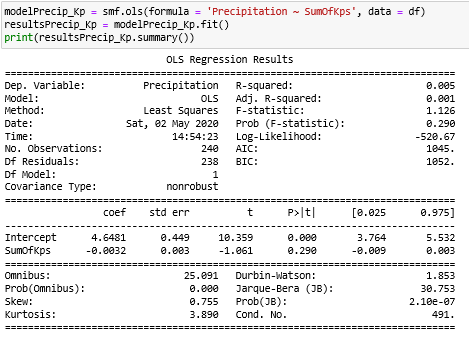 modelPrecip_Kp = smf.ols(formula = 'Precipitation ~ SumOfKps', data = df)
resultsPrecip_Kp = modelPrecip_Kp.fit()
print(resultsPrecip_Kp.summary())
OLS Regression Results
==============================================================================
Dep. Variable: Precipitation R-squared: 0.005
Model: OLS Adj. R-squared: 0.001
Method: Least Squares F-statistic: 1.126
Date: Sat, 02 May 2020 Prob (F-statistic): 0.290
Time: 14:54:23 Log-Likelihood: -520.67
No. Observations: 240 AIC: 1045.
Df Residuals: 238 BIC: 1052.
Df Model: 1
Covariance Type: nonrobust
==============================================================================
coef std err t P>|t| [0.025 0.975]
------------------------------------------------------------------------------
Intercept 4.6481 0.449 10.359 0.000 3.764 5.532
SumOfKps -0.0032 0.003 -1.061 0.290 -0.009 0.003
==============================================================================
Omnibus: 25.091 Durbin-Watson: 1.853
Prob(Omnibus): 0.000 Jarque-Bera (JB): 30.753
Skew: 0.755 Prob(JB): 2.10e-07
Kurtosis: 3.890 Cond. No. 491.
==============================================================================